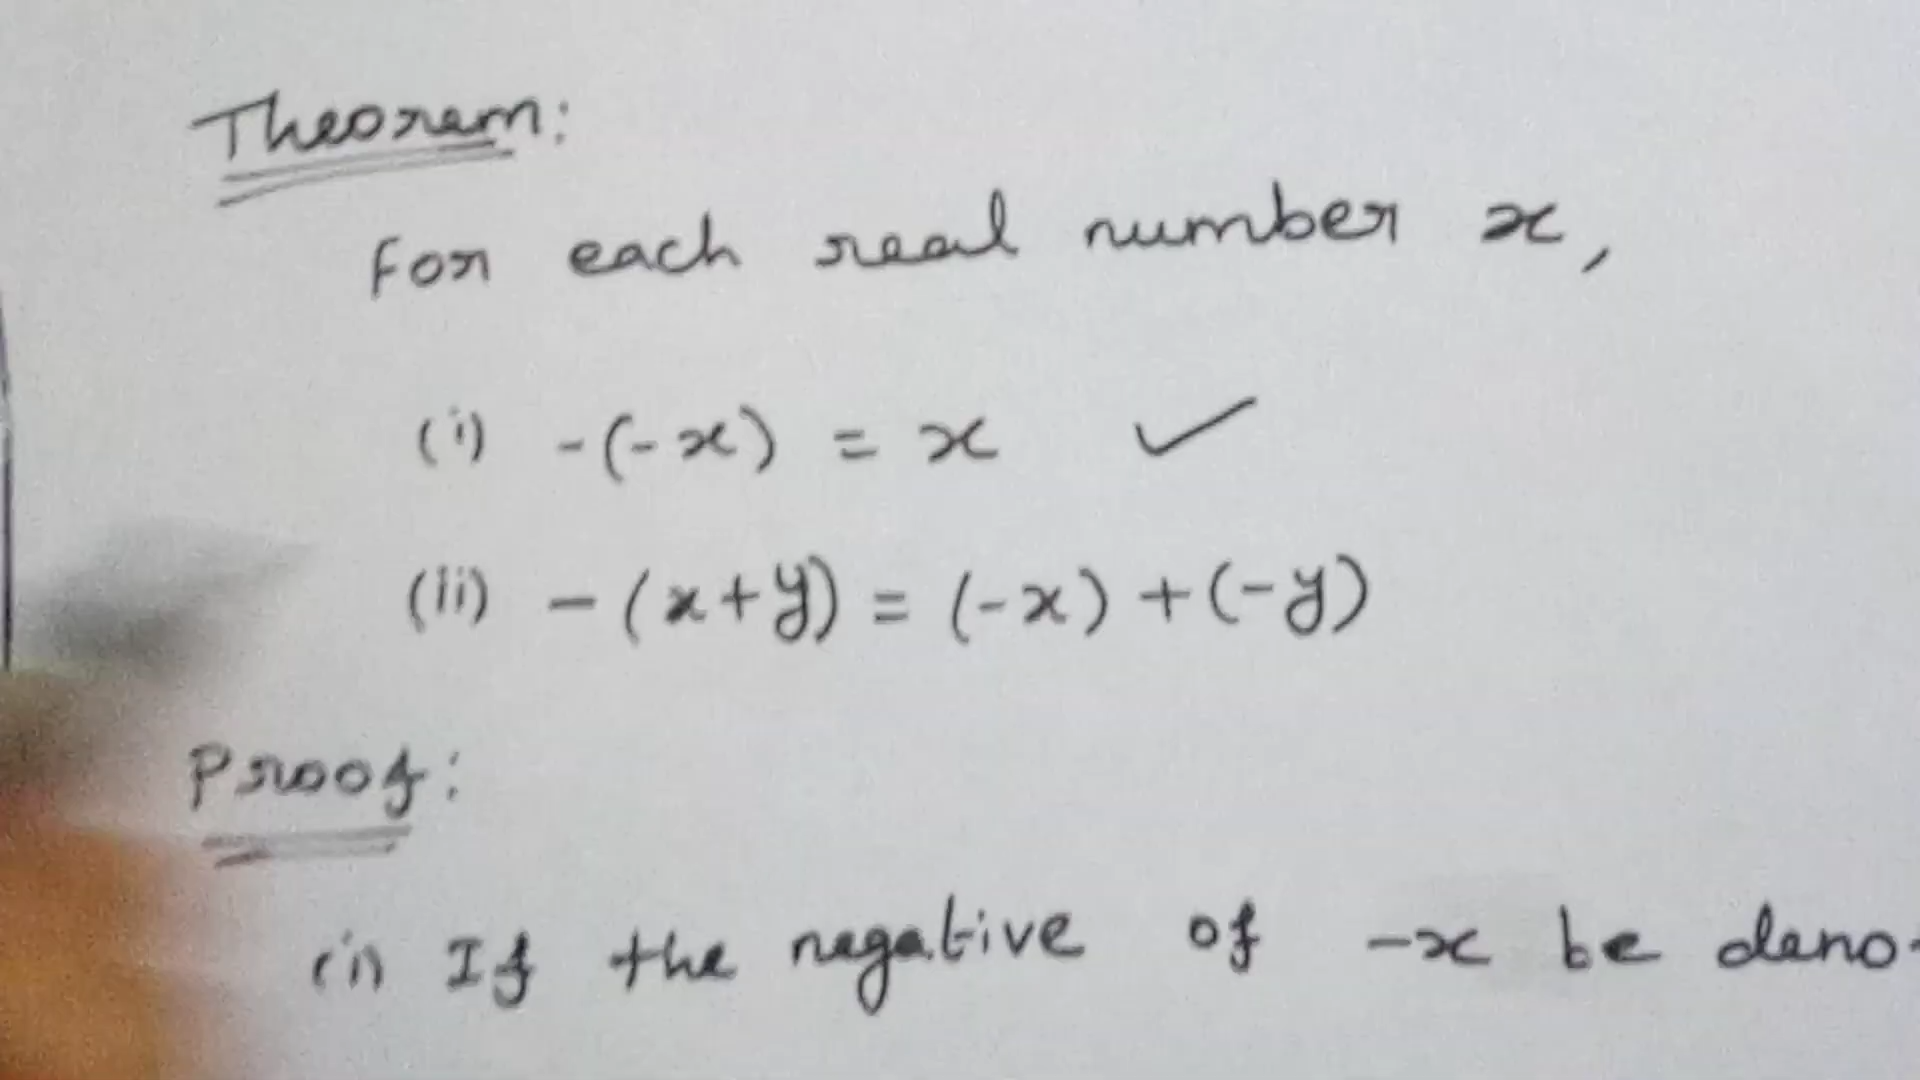 Theorem:
For each real number x,
(i) -(-x) = x ✓
(ii) -(x+y) = (-x) + (-y)
Proof:
(i) If the negative of -x be deno